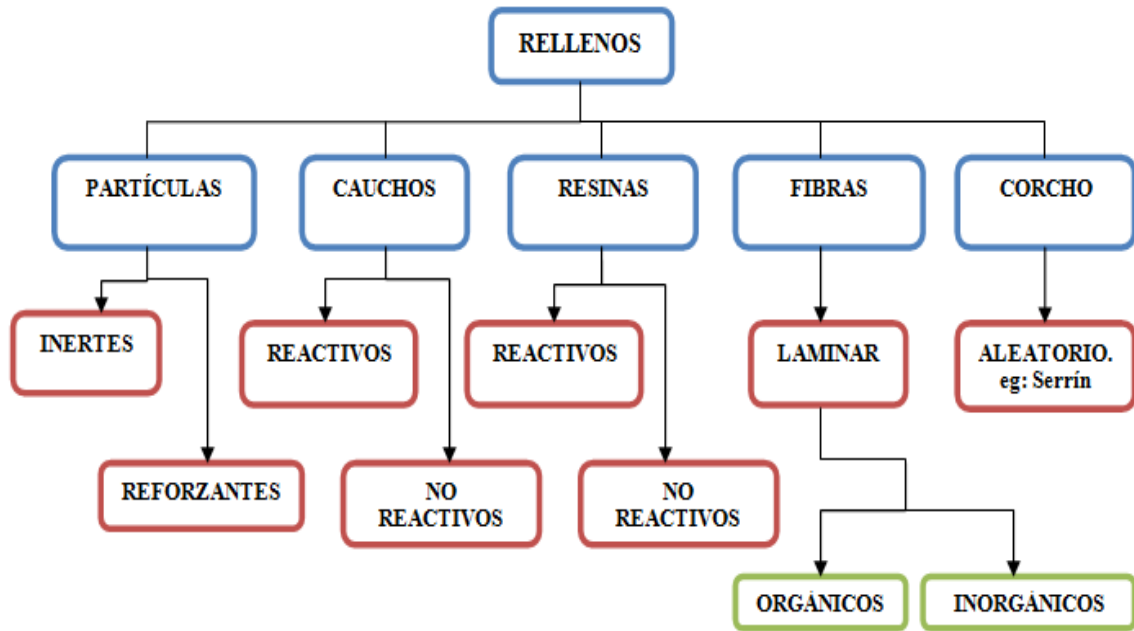 RELLENOS
PARTÍCULAS
CAUCHOS
RESINAS
FIBRAS
CORCHO
INERTES
REACTIVOS
REACTIVOS
LAMINAR
ALEATORIO.
eg: Serrín
REFORZANTES
NO
REACTIVOS
NO
REACTIVOS
ORGÁNICOS
INORGÁNICOS